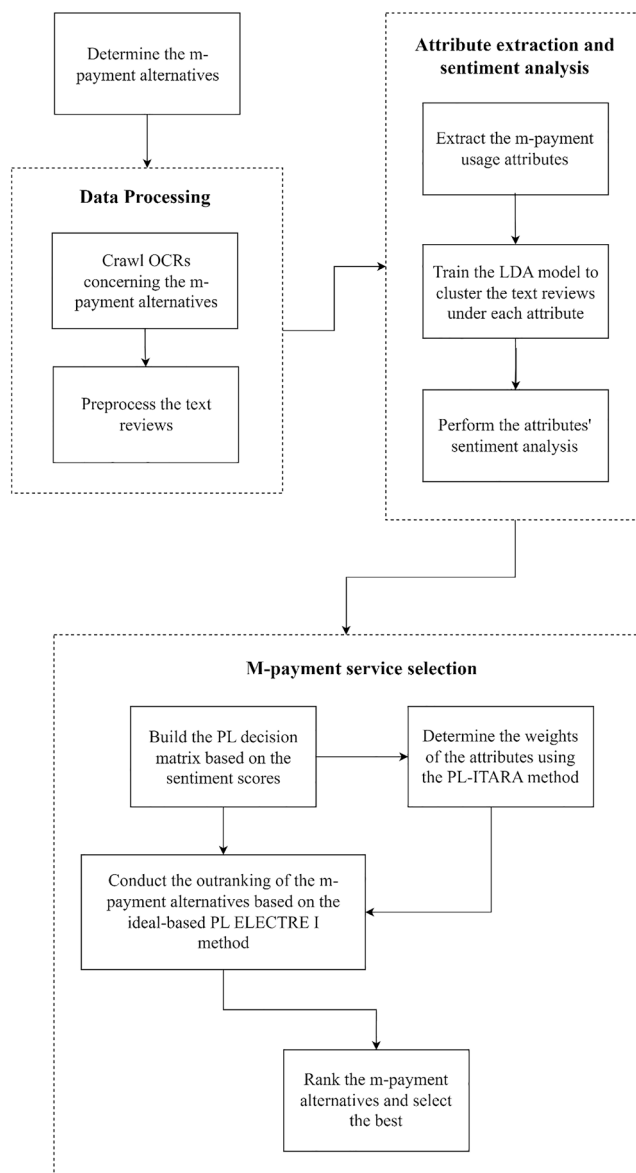 Determine the m-
payment alternatives
Data Processing
Crawl OCRs
concerning the m-
payment alternatives
Preprocess the text
reviews
Attribute extraction and
sentiment analysis
Extract the m-payment
usage attributes
Train the LDA model to
cluster the text reviews
under each attribute
Perform the attributes'
sentiment analysis
M-payment service selection
Build the PL decision
matrix based on the
sentiment scores
Determine the weights
of the attributes using
the PL-ITARA method
Conduct the outranking of the m-
payment alternatives based on the
ideal-based PL ELECTRE I
method
Rank the m-payment
alternatives and select
the best